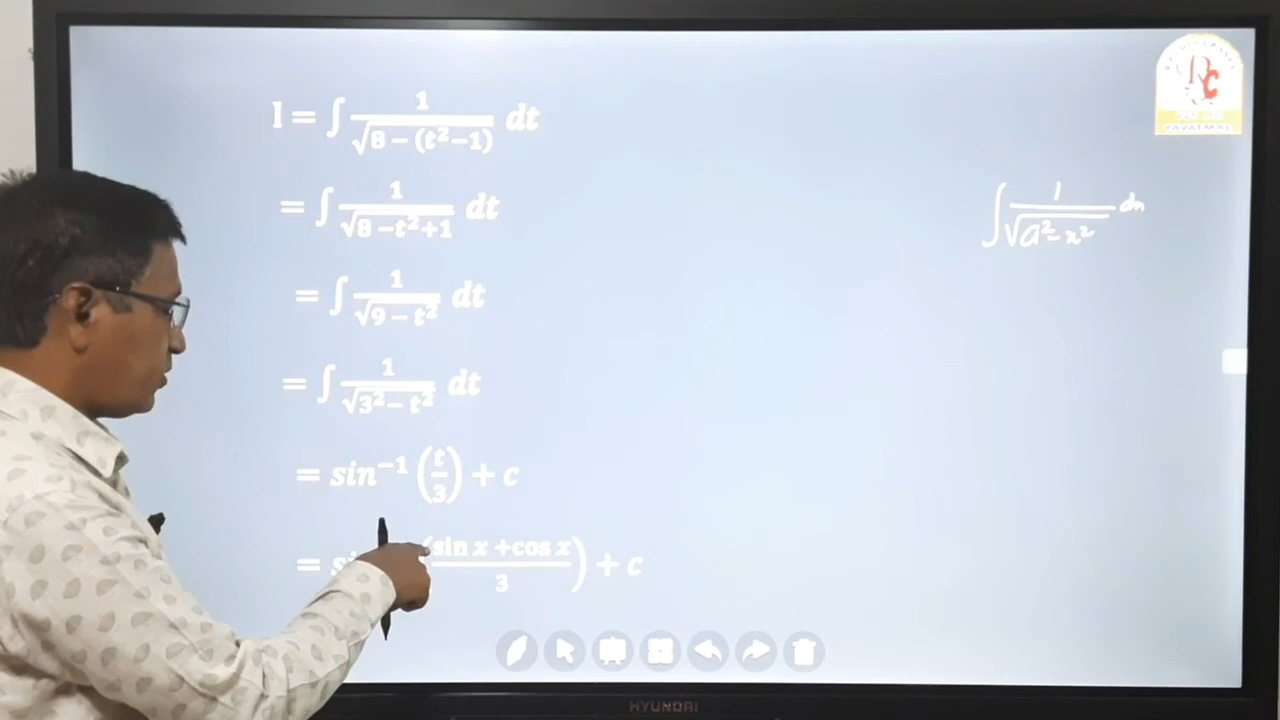 I = ∫ 1/√(8 – (t²–1)) dt
= ∫ 1/√(8 –t²+1) dt
= ∫ 1/√(9 – t²) dt
= ∫ 1/√(3²– t²) dt
= sin⁻¹ (t/3) + c
= (sin x +cos x / 3) + c
∫ 1/√(a²- x²) dx
YAVATMAL
HYUNDAI